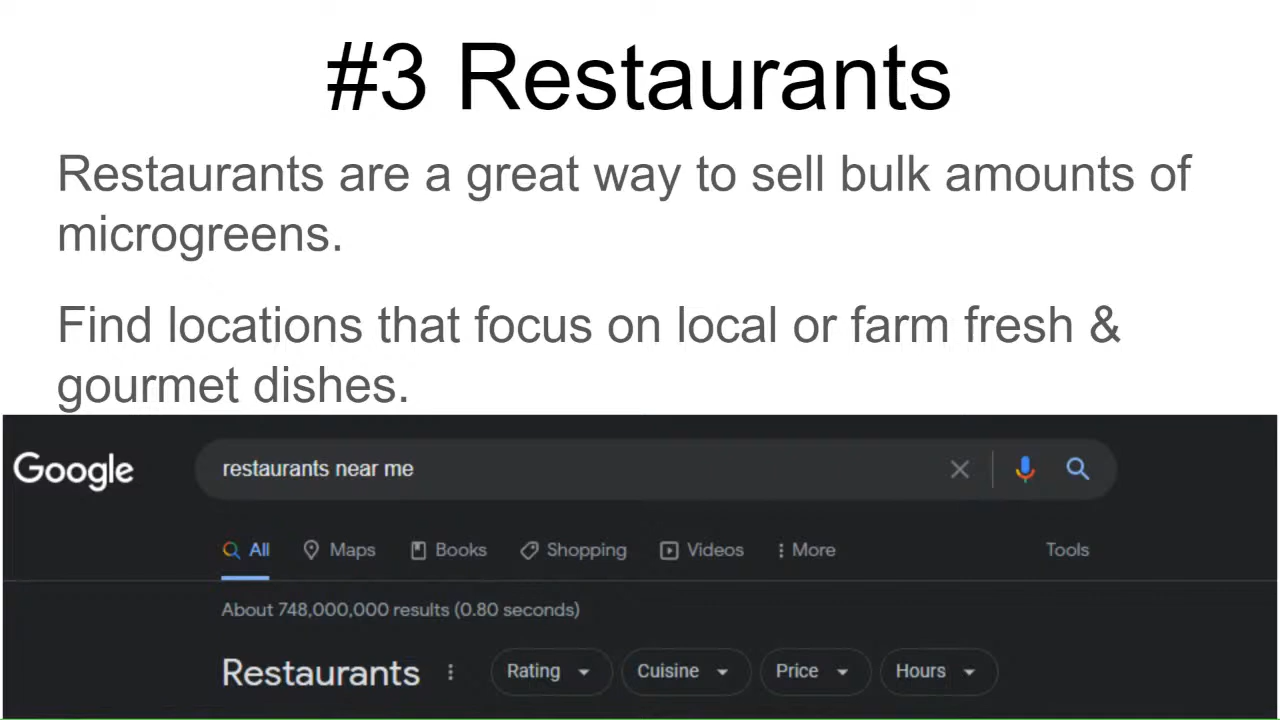 #3 Restaurants
Restaurants are a great way to sell bulk amounts of
microgreens.
Find locations that focus on local or farm fresh &
gourmet dishes.
Google
restaurants near me
All Maps Books Shopping Videos More Tools
About 748,000,000 results (0.80 seconds)
Restaurants Rating Cuisine Price Hours